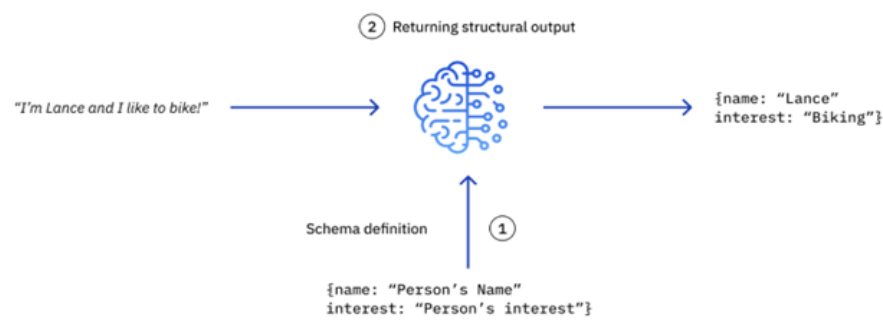 2 Returning structural output
“I’m Lance and I like to bike!”
{name: “Lance”
interest: “Biking”}
Schema definition 1
{name: “Person’s Name”
interest: “Person’s interest”}